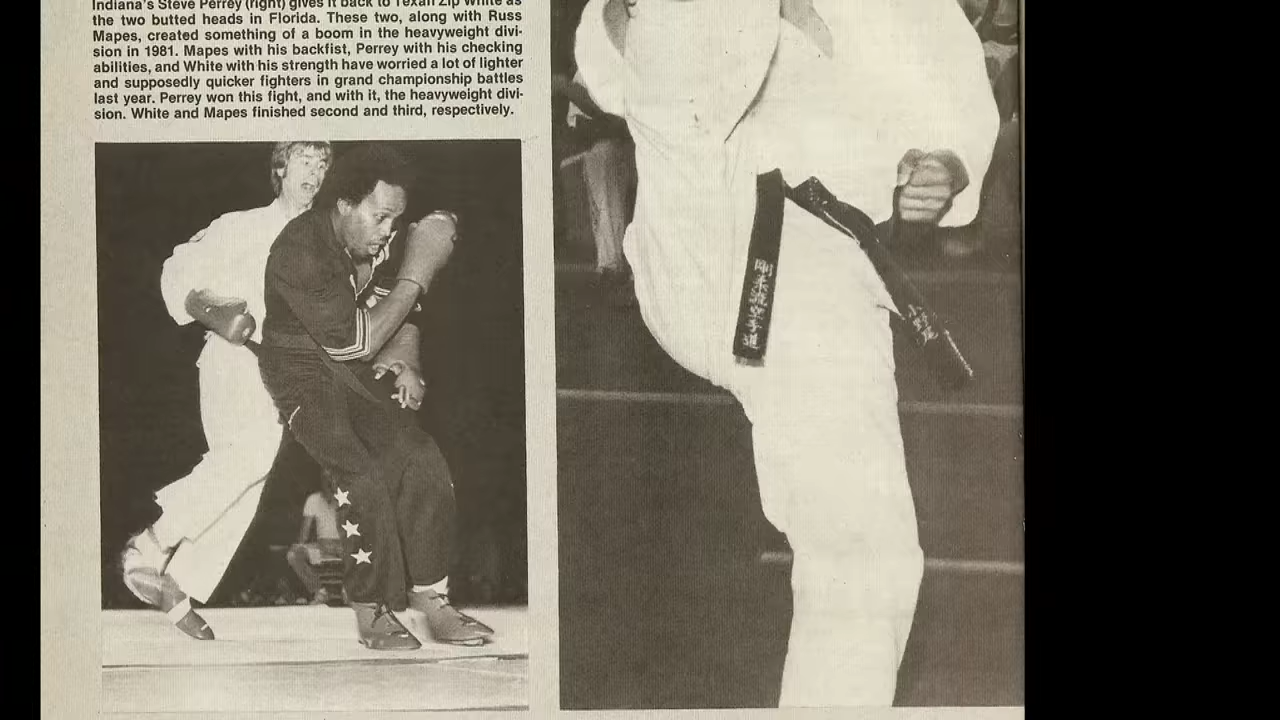 Indiana's Steve Perrey (right) gives it back to Texan Zip White as
the two butted heads in Florida. These two, along with Russ
Mapes, created something of a boom in the heavyweight divi-
sion in 1981. Mapes with his backfist, Perrey with his checking
abilities, and White with his strength have worried a lot of lighter
and supposedly quicker fighters in grand championship battles
last year. Perrey won this fight, and with it, the heavyweight divi-
sion. White and Mapes finished second and third, respectively.